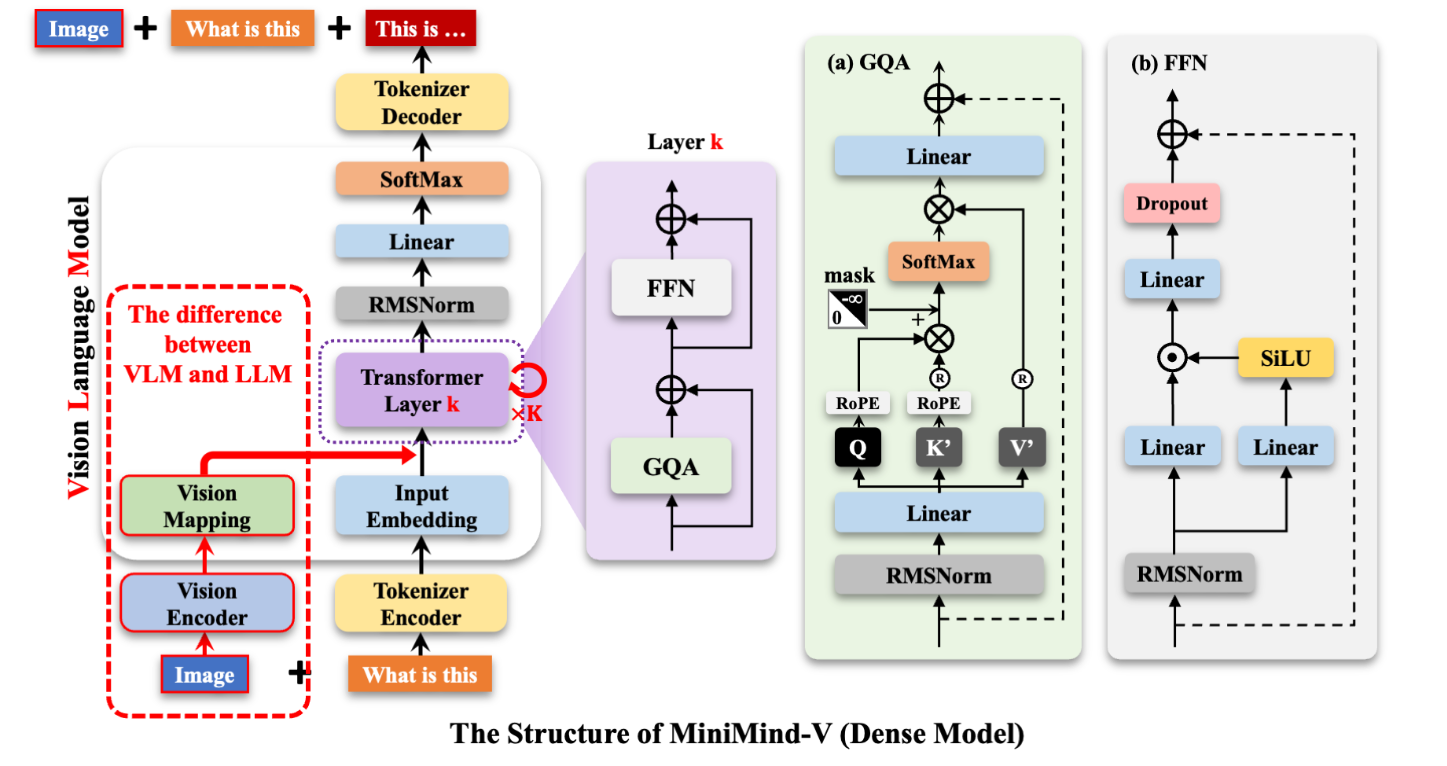 Image + What is this + This is ...
Tokenizer
Decoder
SoftMax
Linear
RMSNorm
Transformer
Layer k
×K
Input
Embedding
Tokenizer
Encoder
What is this
Vision Language Model
The difference
between
VLM and LLM
Vision
Mapping
Vision
Encoder
Image
+
Layer k
FFN
GQA
(a) GQA
Linear
SoftMax
mask
-∞
0
+
R
R
RoPE
RoPE
Q
K’
V’
Linear
RMSNorm
(b) FFN
Dropout
Linear
SiLU
Linear
Linear
RMSNorm
The Structure of MiniMind-V (Dense Model)